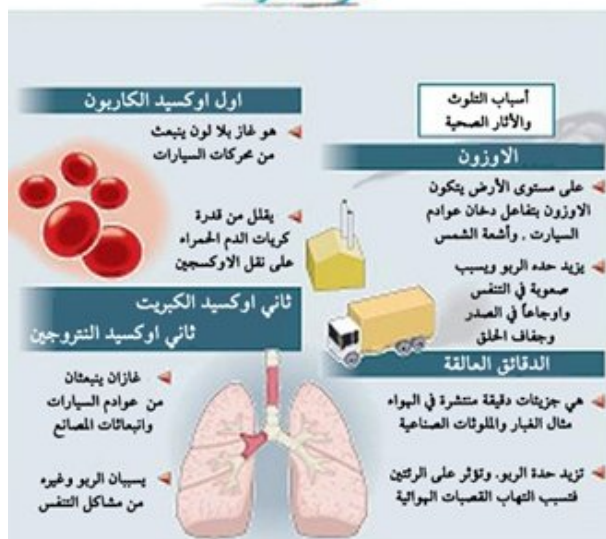 أسباب التلوث
والأثار الصحية
الاوزون
على مستوى الأرض يتكون
الاوزون بتفاعل دخان عوادم
السيارت . وأشعة الشمس
يزيد حده الربو ويسبب
صعوبة في التنفس
واوجاعاً في الصدر
وجفاف الحلق
الدقائق العالقة
هي جزيئات دقيقة منتشرة في الهواء
مثال الغبار والملوثات الصناعية
تزيد حدة الربو. وتؤثر على الرئتين
فتسبب التهاب القصبات الهوائية
اول اوكسيد الكاربون
هو غاز بلا لون ينبعث
من محركات السيارات
يقلل من قدرة
كريات الدم الحمراء
على نقل الاوكسجين
ثاني اوكسيد الكبريت
ثاني اوكسيد النتروجين
غازان ينبعثان
من عوادم السيارات
وانبعاثات المصانع
يسببان الربو وغيره
من مشاكل التنفس